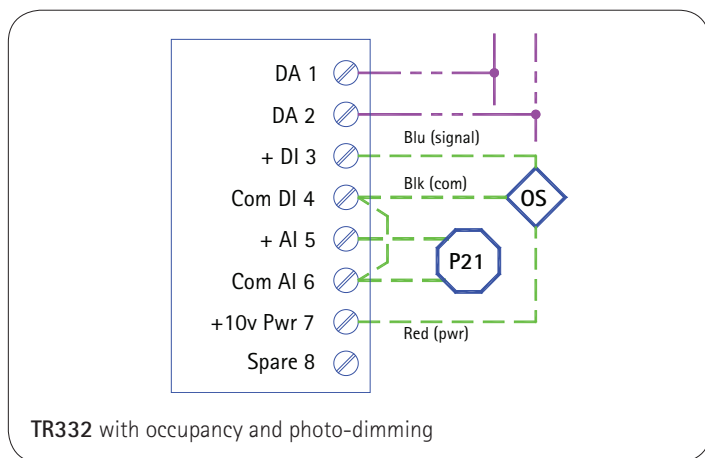 DA 1
DA 2
+ DI 3
Blu (signal)
Com DI 4
Blk (com)
OS
+ AI 5
P21
Com AI 6
+10v Pwr 7
Red (pwr)
Spare 8
TR332 with occupancy and photo-dimming